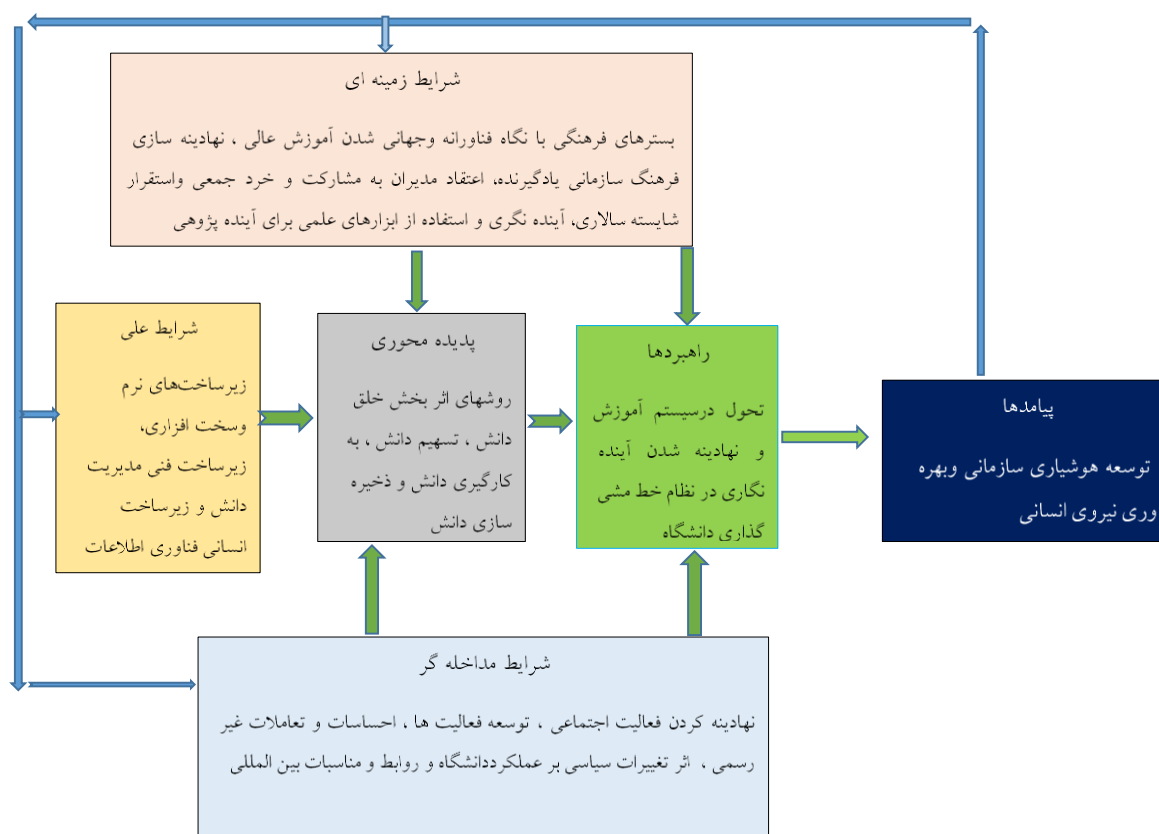 شرایط زمینه ای
بسترهای فرهنگی با نگاه فناورانه وجهانی شدن آموزش عالی ، نهادینه سازی
فرهنگ سازمانی یادگیرنده، اعتقاد مدیران به مشارکت و خرد جمعی واستقرار
شایسته سالاری، آینده نگری و استفاده از ابزارهای علمی برای آینده پژوهی
شرایط علی
زیرساخت‌های نرم
وسخت افزاری،
زیرساخت فنی مدیریت
دانش و زیرساخت
انسانی فناوری اطلاعات
پدیده محوری
روشهای اثر بخش خلق
دانش ، تسهیم دانش ، به
کارگیری دانش و ذخیره
سازی دانش
راهبردها
تحول درسیستم آموزش
و نهادینه شدن آینده
نگاری در نظام خط مشی
گذاری دانشگاه
پیامدها
توسعه هوشیاری سازمانی وبهره
وری نیروی انسانی
شرایط مداخله گر
نهادینه کردن فعالیت اجتماعی ، توسعه فعالیت ها ، احساسات و تعاملات غیر
رسمی ، اثر تغییرات سیاسی بر عملکرددانشگاه و روابط و مناسبات بین المللی